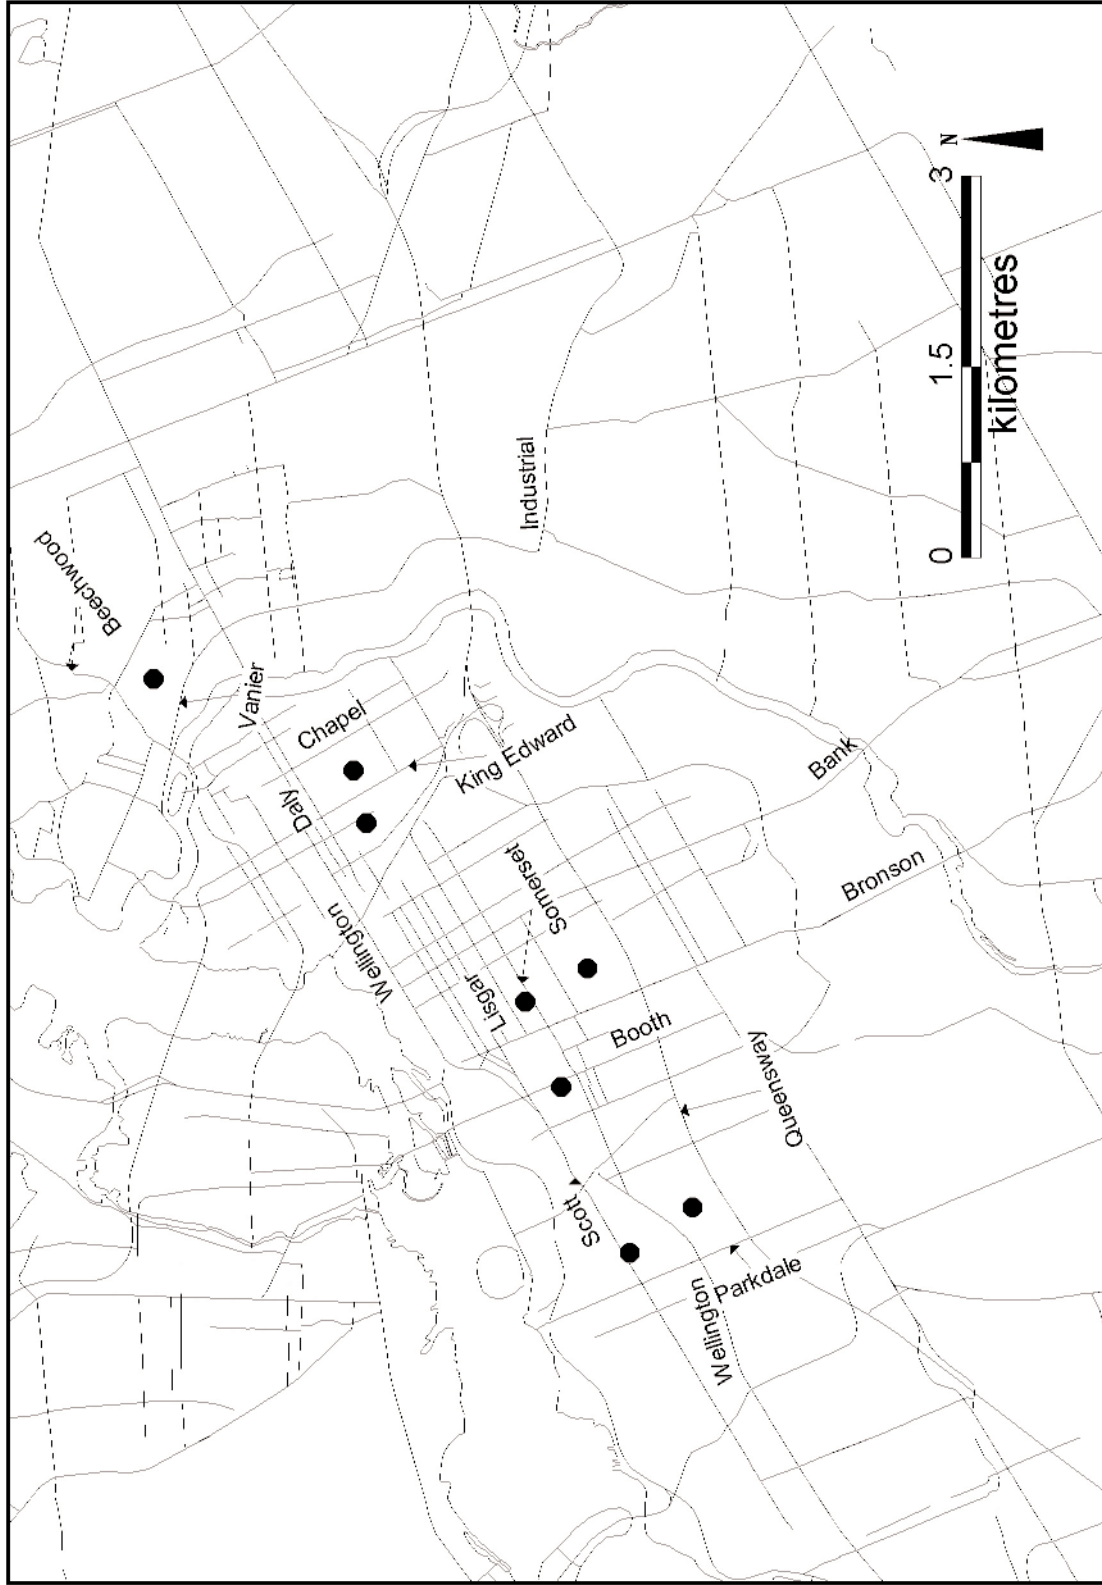 Beechwood
Vanier
Chapel
Daly
King Edward
Industrial
Wellington
Somerset
Lisgar
Bank
Bronson
Booth
Queensway
Scott
Parkdale
Wellington
N
0 1.5 3
kilometres